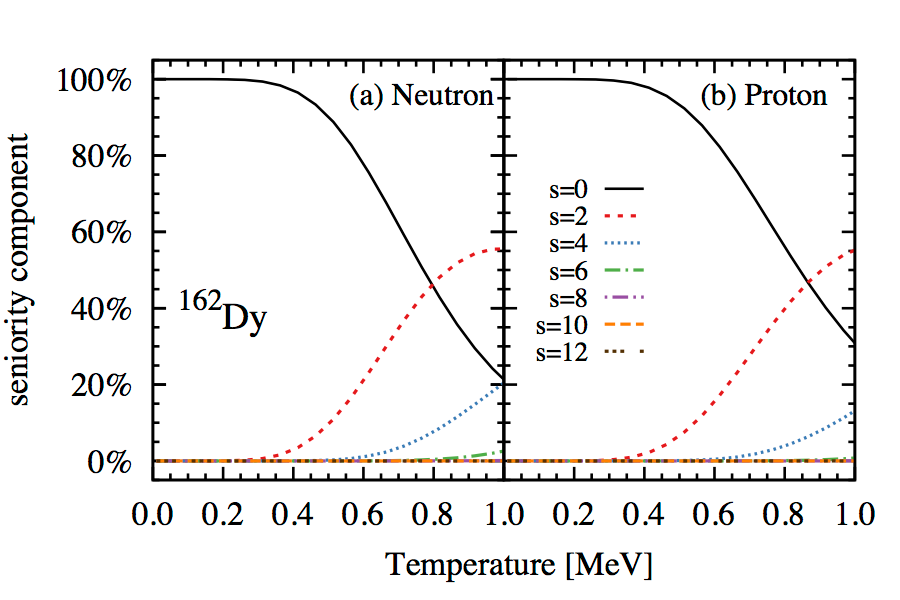 100%
80%
60%
40%
20%
0%
seniority component
(a) Neutron
(b) Proton
162Dy
s=0
s=2
s=4
s=6
s=8
s=10
s=12
0.0 0.2 0.4 0.6 0.8 1.0 0.2 0.4 0.6 0.8 1.0
Temperature [MeV]